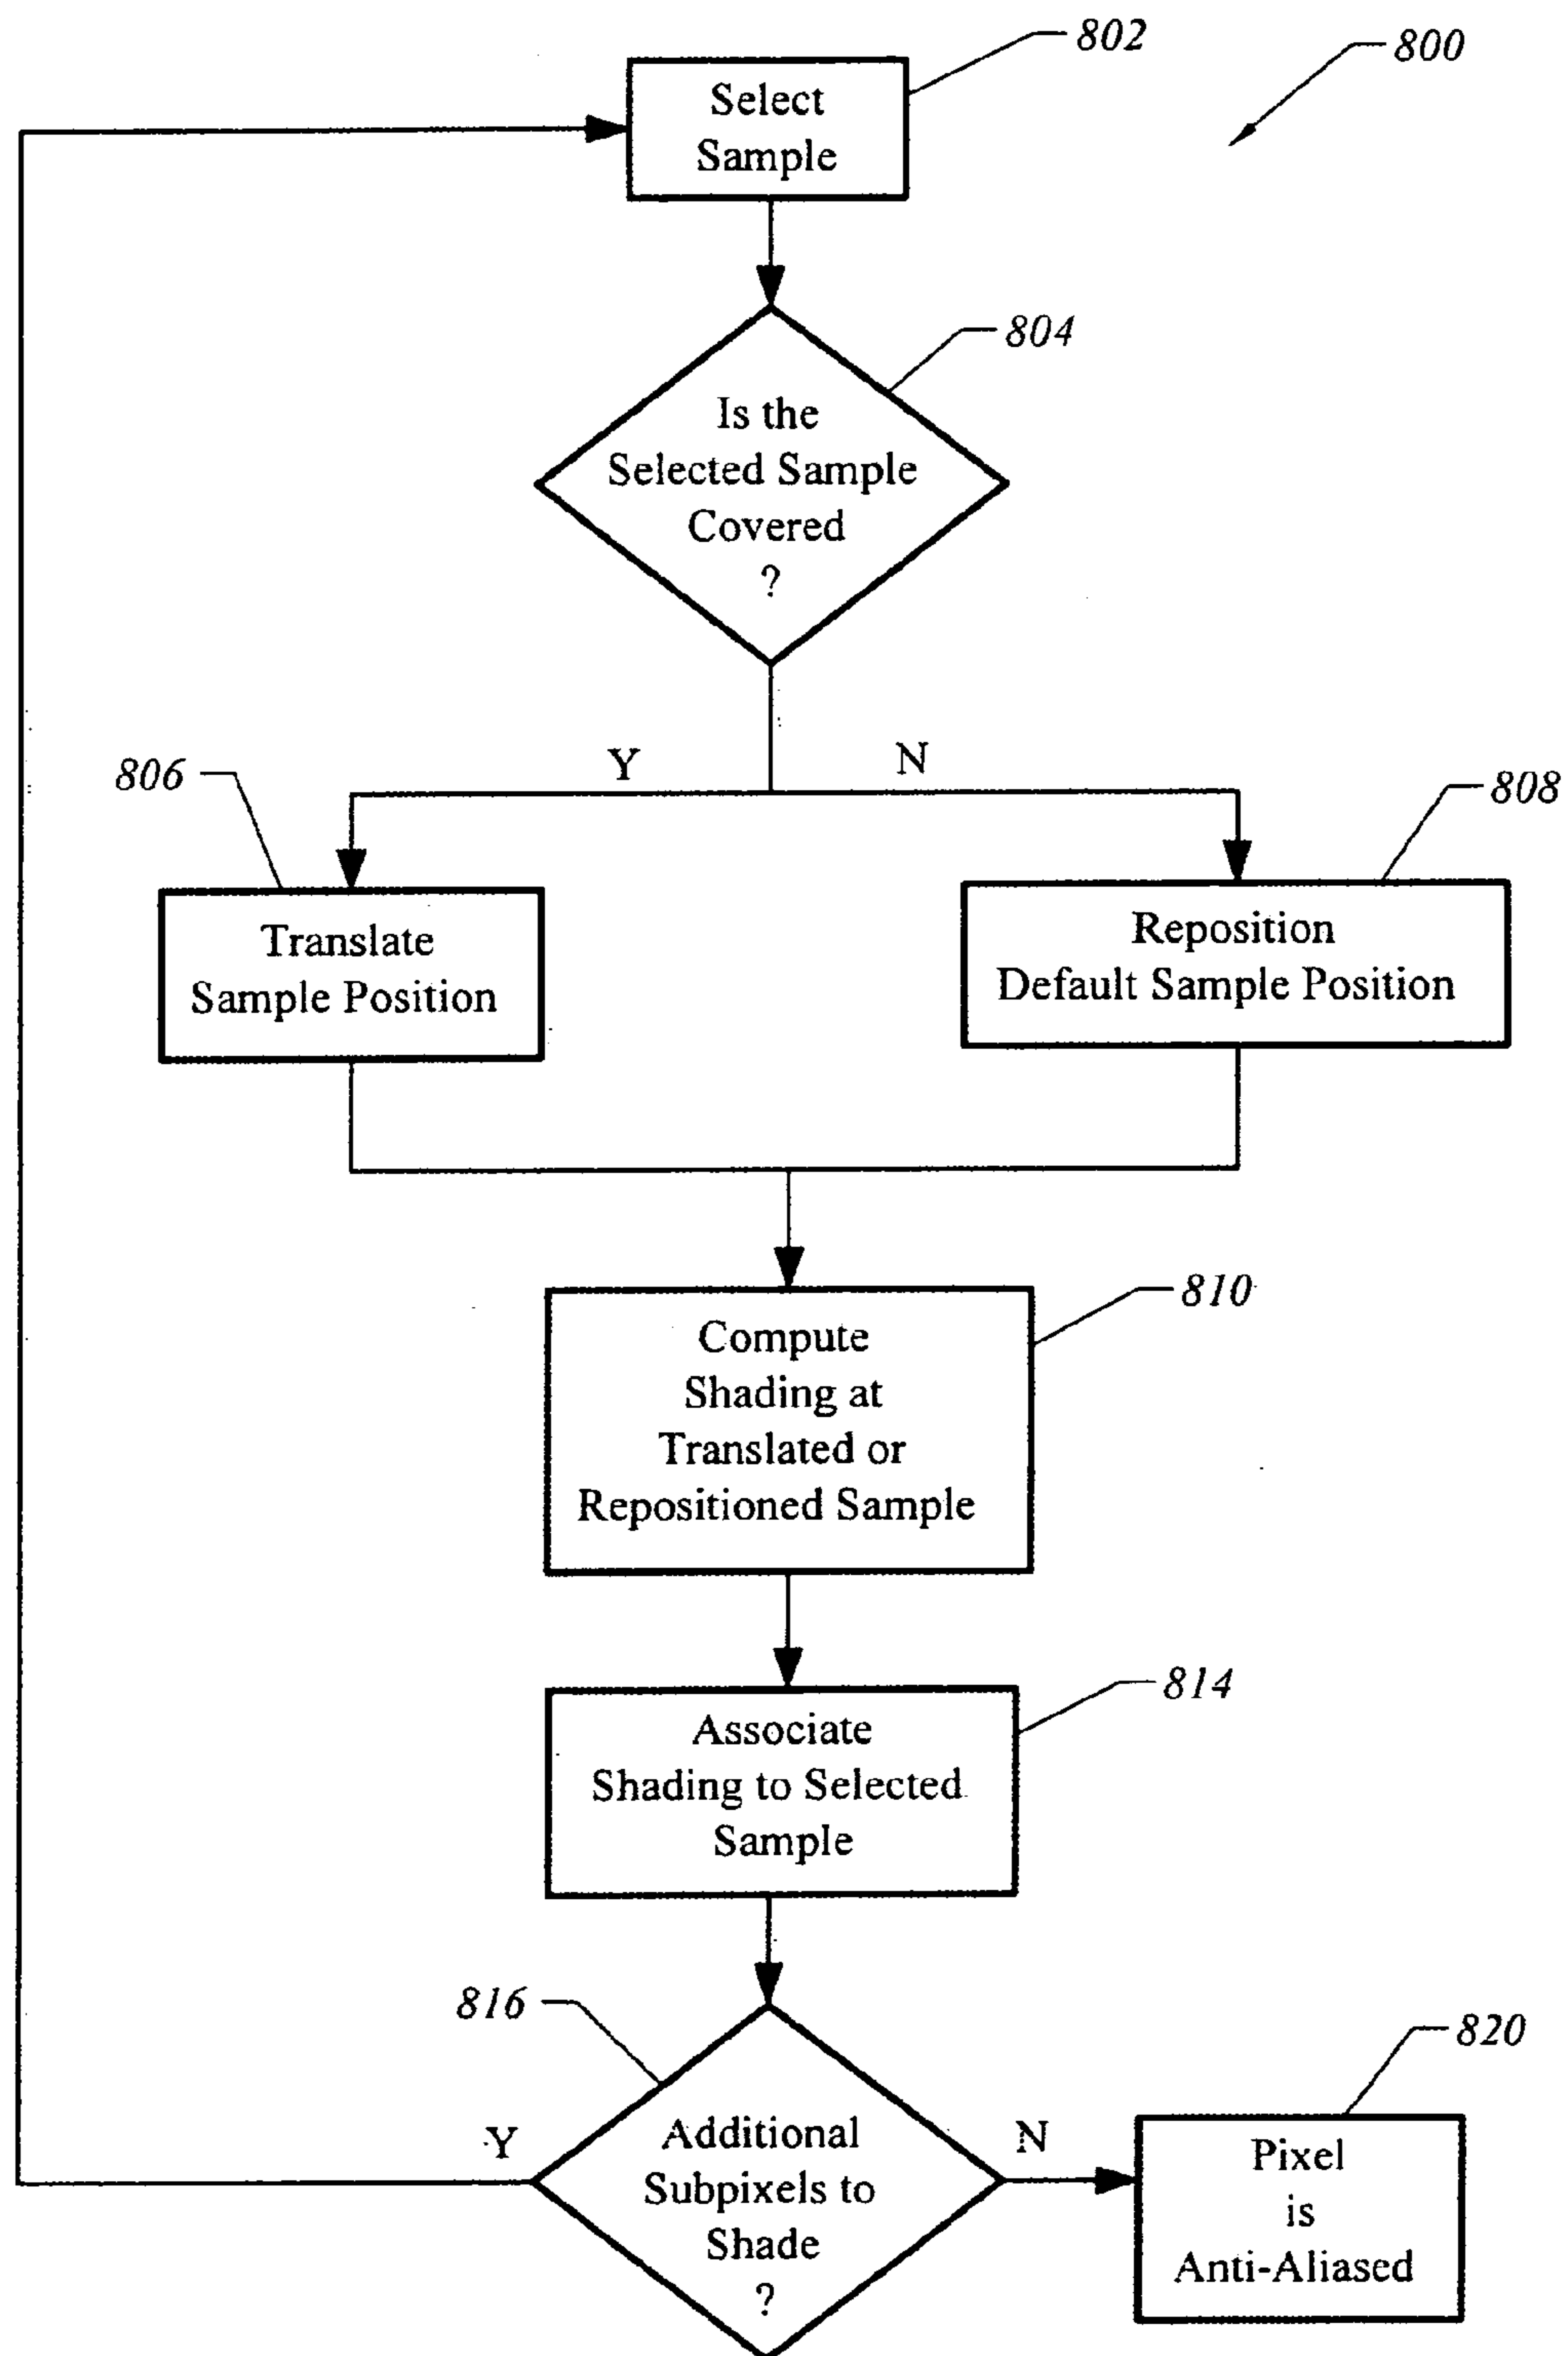 802
800
Select
Sample
804
Is the
Selected Sample
Covered
?
Y
N
806
808
Translate
Sample Position
Reposition
Default Sample Position
810
Compute
Shading at
Translated or
Repositioned Sample
814
Associate
Shading to Selected
Sample
816
820
Y
N
Additional
Subpixels to
Shade
?
Pixel
is
Anti-Aliased